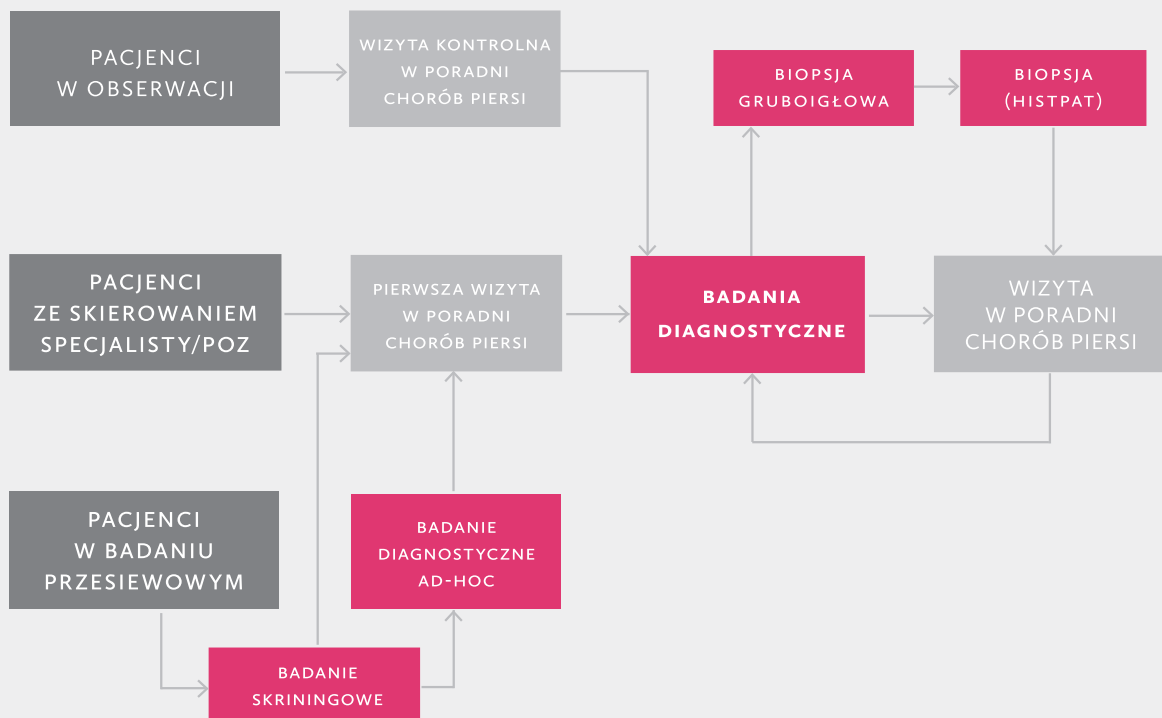 PACJENCI
W OBSERWACJI
WIZYTA KONTROLNA
W PORADNI
CHORÓB PIERSI
BIOPSJA
GRUBOIGŁOWA
BIOPSJA
(HISTPAT)
PACJENCI
ZE SKIEROWANIEM
SPECJALISTY/POZ
PIERWSZA WIZYTA
W PORADNI
CHORÓB PIERSI
BADANIA
DIAGNOSTYCZNE
WIZYTA
W PORADNI
CHORÓB PIERSI
PACJENCI
W BADANIU
PRZESIEWOWYM
BADANIE
DIAGNOSTYCZNE
AD-HOC
BADANIE
SKRININGOWE